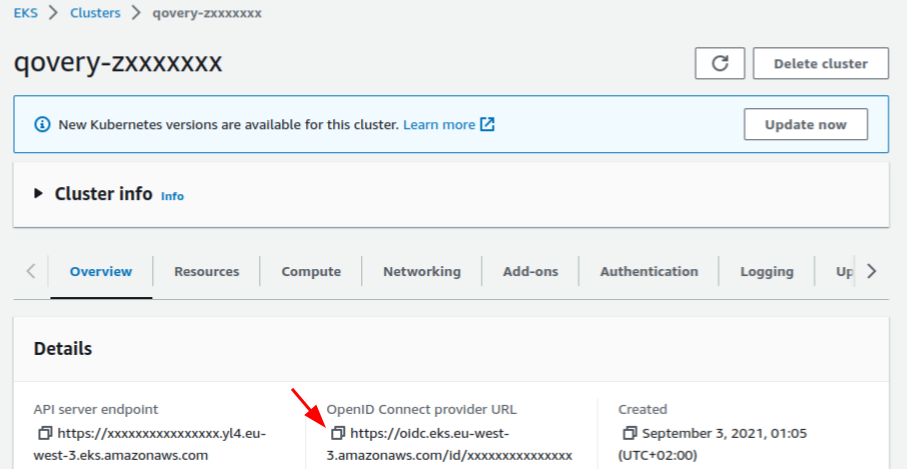 EKS > Clusters > qovery-zxxxxxxx
qovery-zxxxxxxx
Delete cluster
New Kubernetes versions are available for this cluster. Learn more
Update now
Cluster info Info
Overview Resources Compute Networking Add-ons Authentication Logging Up
Details
API server endpoint
https://xxxxxxxxxxxxxxxxx.yl4.eu-
west-3.eks.amazonaws.com
OpenID Connect provider URL
https://oidc.eks.eu-west-
3.amazonaws.com/id/xxxxxxxxxxxxxxx
Created
September 3, 2021, 01:05
(UTC+02:00)